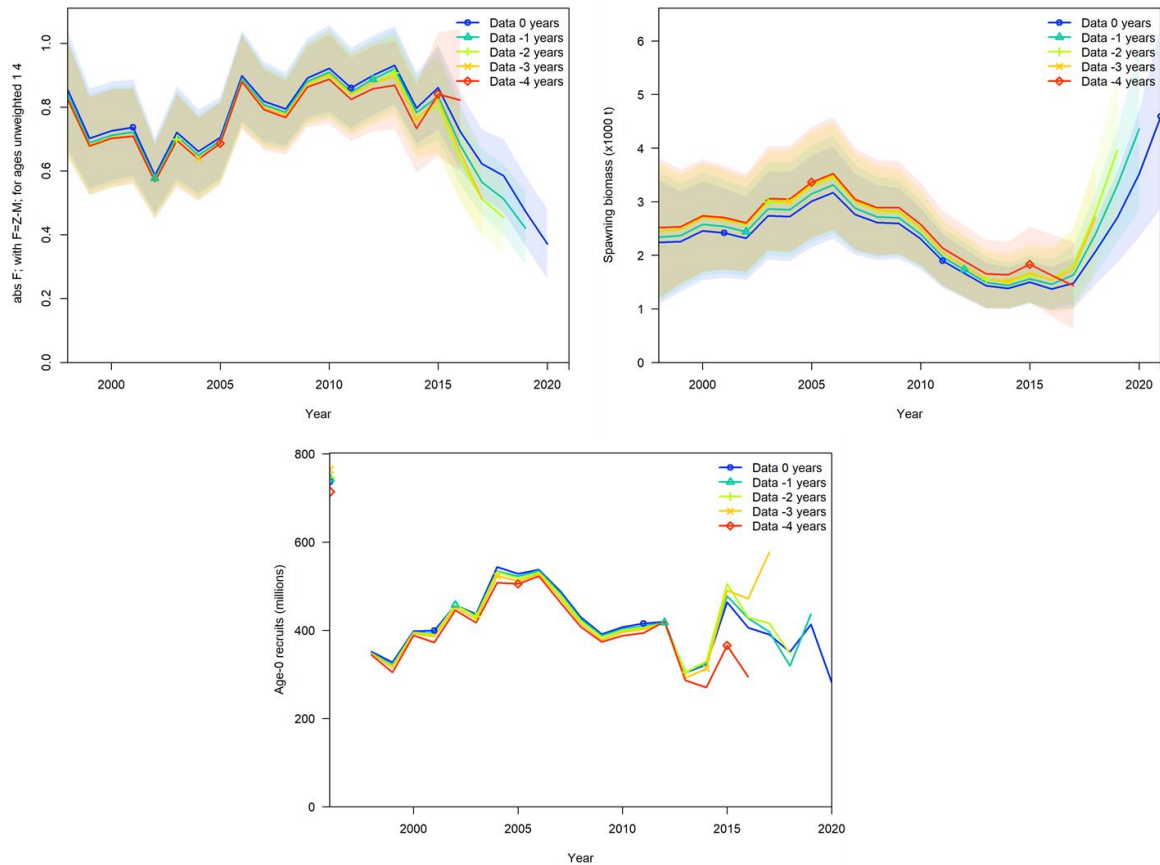 abs F; with F=Z-M; for ages unweighted 1 4
1.0
0.8
0.6
0.4
0.2
0.0
2000 2005 2010 2015 2020
Year
Data 0 years
Data -1 years
Data -2 years
Data -3 years
Data -4 years
Spawning biomass (x1000 t)
6
5
4
3
2
1
0
2000 2005 2010 2015 2020
Year
Data 0 years
Data -1 years
Data -2 years
Data -3 years
Data -4 years
Age-0 recruits (millions)
800
600
400
200
0
2000 2005 2010 2015 2020
Year
Data 0 years
Data -1 years
Data -2 years
Data -3 years
Data -4 years